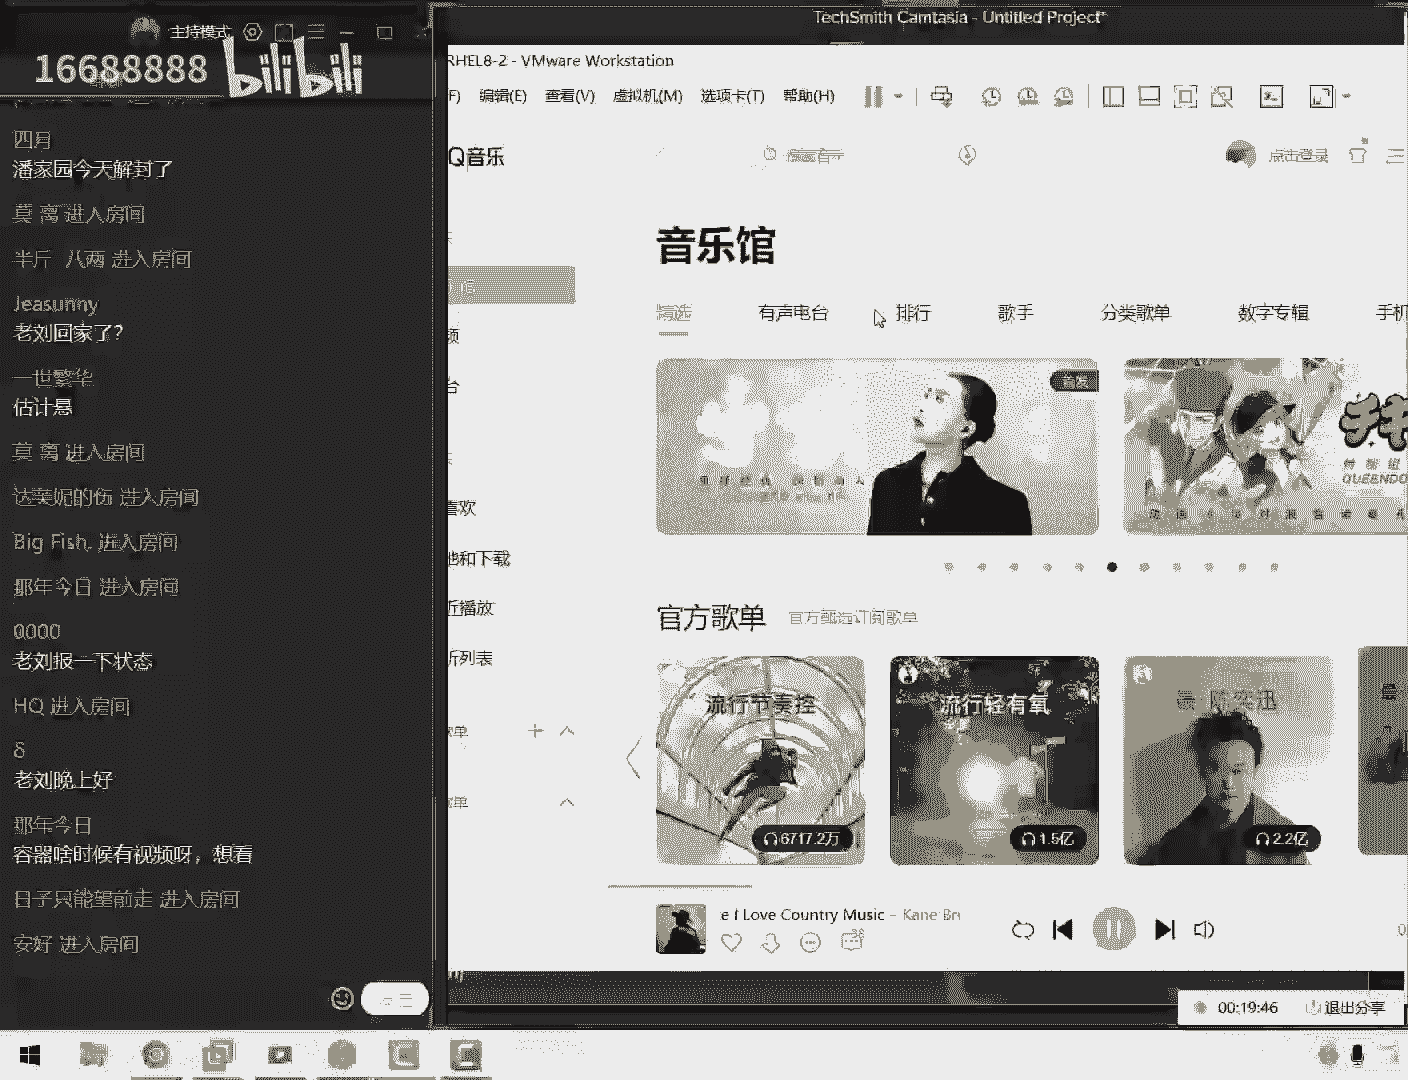 TechSmith Camtasia - Untitled Project*
主持模式
16688888
bilibili
四月
潘家园今天解封了
莫 离 进入房间
半斤 八两 进入房间
Jeasunny
老刘回家了？
一世繁华
估计悬
莫 离 进入房间
达芙妮的伤 进入房间
Big Fish. 进入房间
那年今日 进入房间
0000
老刘报一下状态
HQ 进入房间
δ
老刘晚上好
那年今日
容器啥时候有视频呀，想看
日子只能望前走 进入房间
安好 进入房间
RHEL8-2 - VMware Workstation
F) 编辑(E) 查看(V) 虚拟机(M) 选项卡(T) 帮助(H)
Q音乐
点击登录
音乐馆
精选 有声电台 排行 歌手 分类歌单 数字专辑 手机
首发
QUEENDO
喜欢
地和下载
近播放
听列表
歌单
歌单
官方歌单 官方甄选订阅歌单
流行节奏控
流行轻有氧
陈奕迅
6717.2万
1.5亿
2.2亿
e I Love Country Music - Kane Br
00:19:46 退出分享